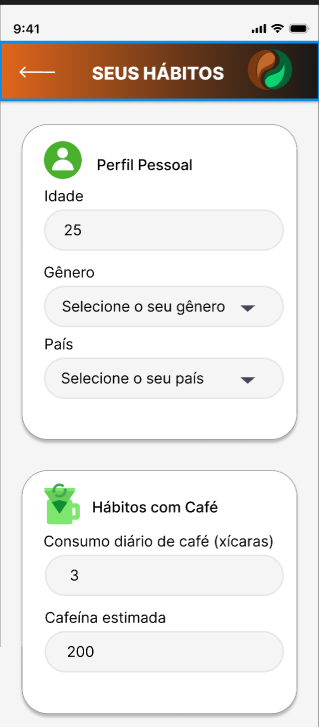 9:41
SEUS HÁBITOS
Perfil Pessoal
Idade
25
Gênero
Selecione o seu gênero
País
Selecione o seu país
Hábitos com Café
Consumo diário de café (xícaras)
3
Cafeína estimada
200